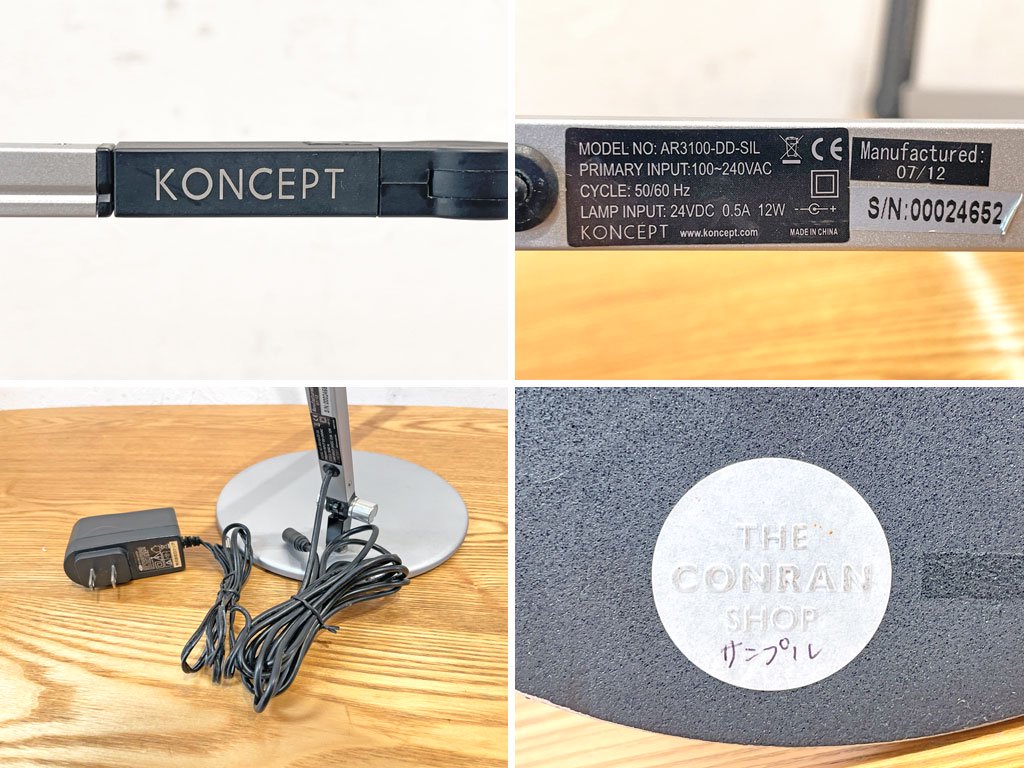 KONCEPT
MODEL NO: AR3100-DD-SIL
PRIMARY INPUT:100~240VAC
CYCLE: 50/60 Hz
LAMP INPUT: 24VDC 0.5A 12W
KONCEPT www.koncept.com MADE IN CHINA
CE
Manufactured:
07/12
S/N:00024652
THE
CONRAN
SHOP
サンプル